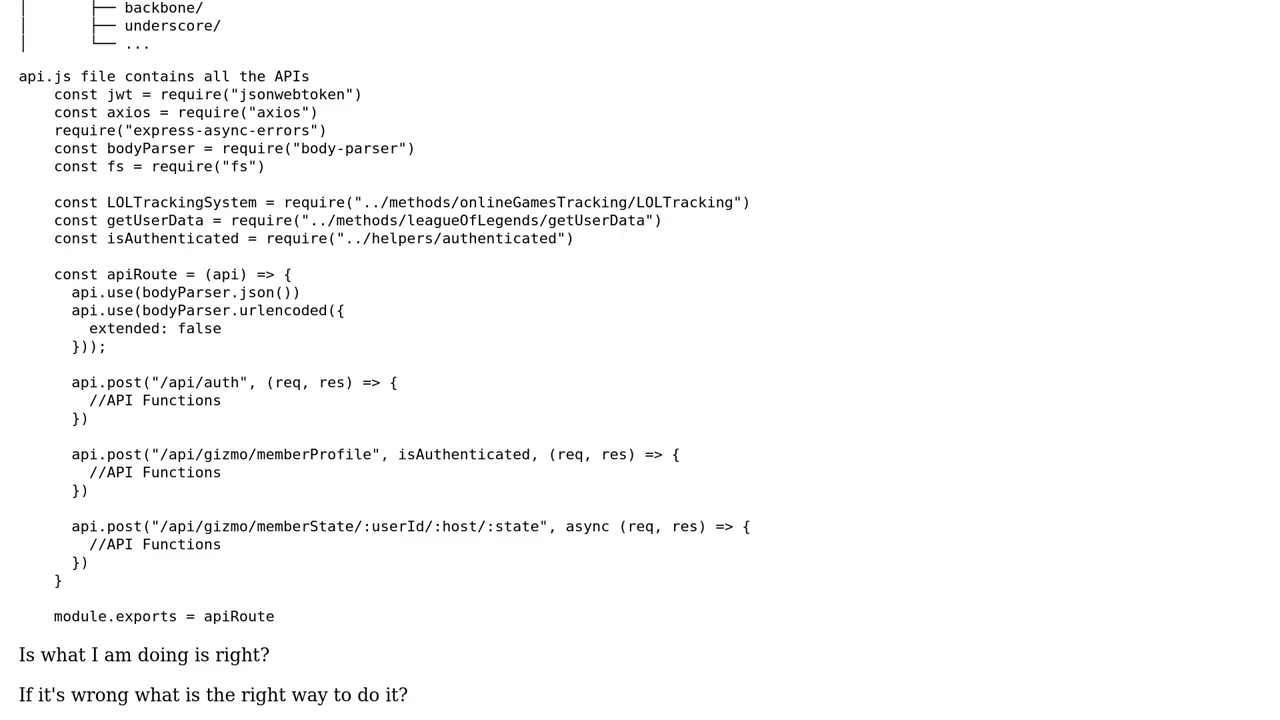 │       ├── backbone/
│       ├── underscore/
│       └── ...
api.js file contains all the APIs
    const jwt = require("jsonwebtoken")
    const axios = require("axios")
    require("express-async-errors")
    const bodyParser = require("body-parser")
    const fs = require("fs")

    const LOLTrackingSystem = require("../methods/onlineGamesTracking/LOLTracking")
    const getUserData = require("../methods/leagueOfLegends/getUserData")
    const isAuthenticated = require("../helpers/authenticated")

    const apiRoute = (api) => {
      api.use(bodyParser.json())
      api.use(bodyParser.urlencoded({
        extended: false
      }));

      api.post("/api/auth", (req, res) => {
        //API Functions
      })

      api.post("/api/gizmo/memberProfile", isAuthenticated, (req, res) => {
        //API Functions
      })

      api.post("/api/gizmo/memberState/:userId/:host/:state", async (req, res) => {
        //API Functions
      })
    }

    module.exports = apiRoute
Is what I am doing is right?
If it's wrong what is the right way to do it?